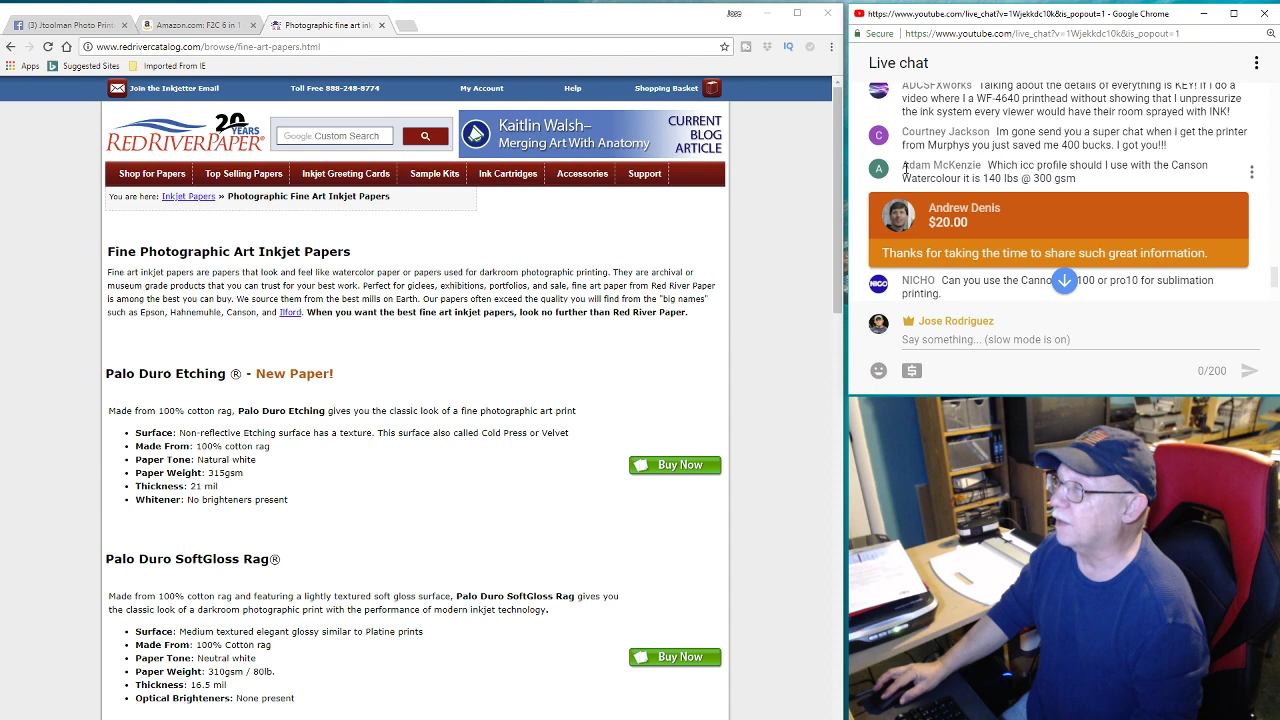 (3) Jtoolman Photo Print
Amazon.com: F2C 6 in 1
Photographic fine art ink
Jose
www.redrivercatalog.com/browse/fine-art-papers.html
Apps Suggested Sites Imported From IE
Join the Inkjetter Email
Toll Free 888-248-8774
My Account
Help
Shopping Basket
20 YEARS
RED RIVER PAPER
Google Custom Search
Kaitlin Walsh–
Merging Art With Anatomy
CURRENT
BLOG
ARTICLE
Shop for Papers
Top Selling Papers
Inkjet Greeting Cards
Sample Kits
Ink Cartridges
Accessories
Support
You are here: Inkjet Papers » Photographic Fine Art Inkjet Papers
Fine Photographic Art Inkjet Papers
Fine art inkjet papers are papers that look and feel like watercolor paper or papers used for darkroom photographic printing. They are archival or
museum grade products that you can trust for your best work. Perfect for giclees, exhibitions, portfolios, and sale, fine art paper from Red River Paper
is among the best you can buy. We source them from the best mills on Earth. Our papers often exceed the quality you will find from the "big names"
such as Epson, Hahnemuhle, Canson, and Ilford. When you want the best fine art inkjet papers, look no further than Red River Paper.
Palo Duro Etching ® - New Paper!
Made from 100% cotton rag, Palo Duro Etching gives you the classic look of a fine photographic art print
• Surface: Non-reflective Etching surface has a texture. This surface also called Cold Press or Velvet
• Made From: 100% cotton rag
• Paper Tone: Natural white
• Paper Weight: 315gsm
• Thickness: 21 mil
• Whitener: No brighteners present
Buy Now
Palo Duro SoftGloss Rag®
Made from 100% cotton rag and featuring a lightly textured soft gloss surface, Palo Duro SoftGloss Rag gives you
the classic look of a darkroom photographic print with the performance of modern inkjet technology.
• Surface: Medium textured elegant glossy similar to Platine prints
• Made From: 100% Cotton rag
• Paper Tone: Neutral white
• Paper Weight: 310gsm / 80lb.
• Thickness: 16.5 mil
• Optical Brighteners: None present
Buy Now
https://www.youtube.com/live_chat?v=1Wjekkdc10k&is_popout=1 - Google Chrome
Secure https://www.youtube.com/live_chat?v=1Wjekkdc10k&is_popout=1
Live chat
ADCSFXworks Talking about the details of everything is KEY! If I do a
video where I a WF-4640 printhead without showing that I unpressurize
the ink system every viewer would have their room sprayed with INK!
C Courtney Jackson Im gone send you a super chat when i get the printer
from Murphys you just saved me 400 bucks. I got you!!!
A Adam McKenzie Which icc profile should I use with the Canson
Watercolour it is 140 lbs @ 300 gsm
Andrew Denis
$20.00
Thanks for taking the time to share such great information.
NICHO Can you use the Canno 100 or pro10 for sublimation
printing.
Jose Rodriguez
Say something... (slow mode is on)
0/200